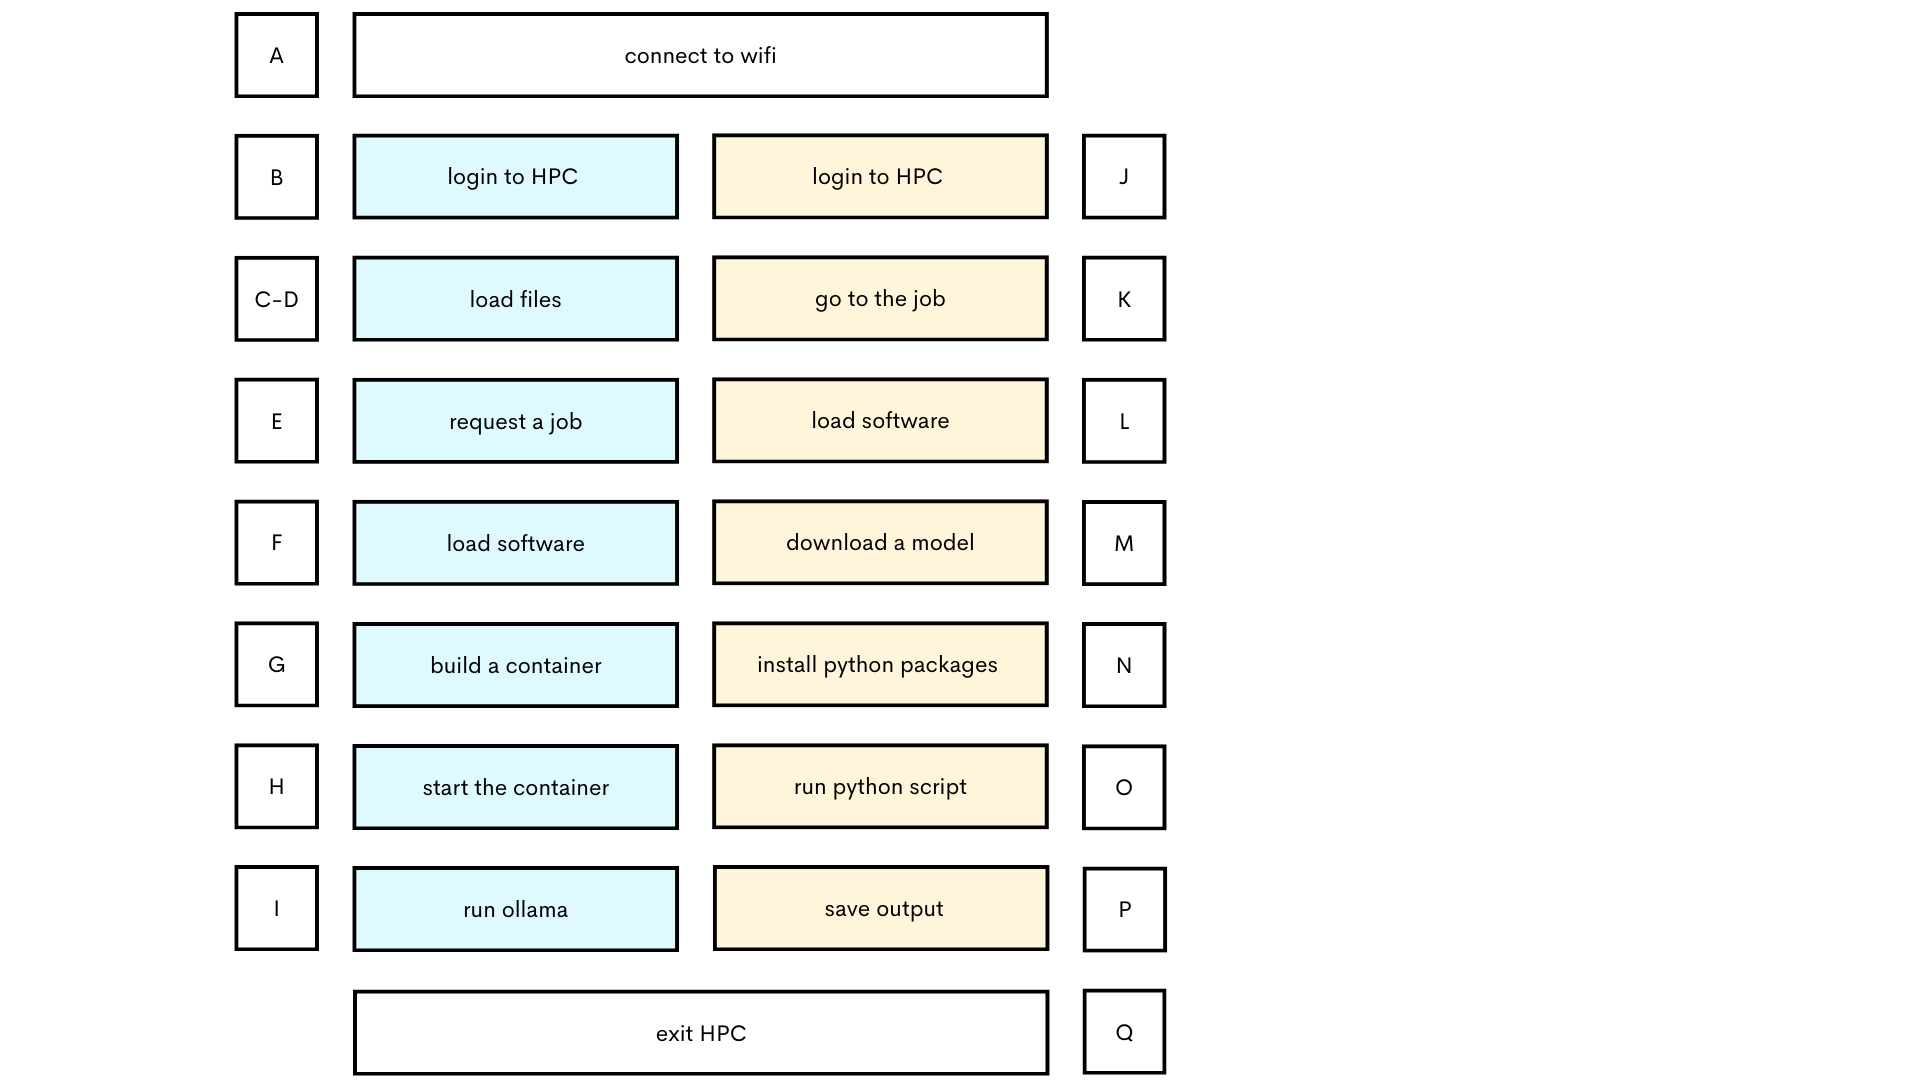 A
connect to wifi
B
login to HPC
login to HPC
J
C-D
load files
go to the job
K
E
request a job
load software
L
F
load software
download a model
M
G
build a container
install python packages
N
H
start the container
run python script
O
I
run ollama
save output
P
exit HPC
Q